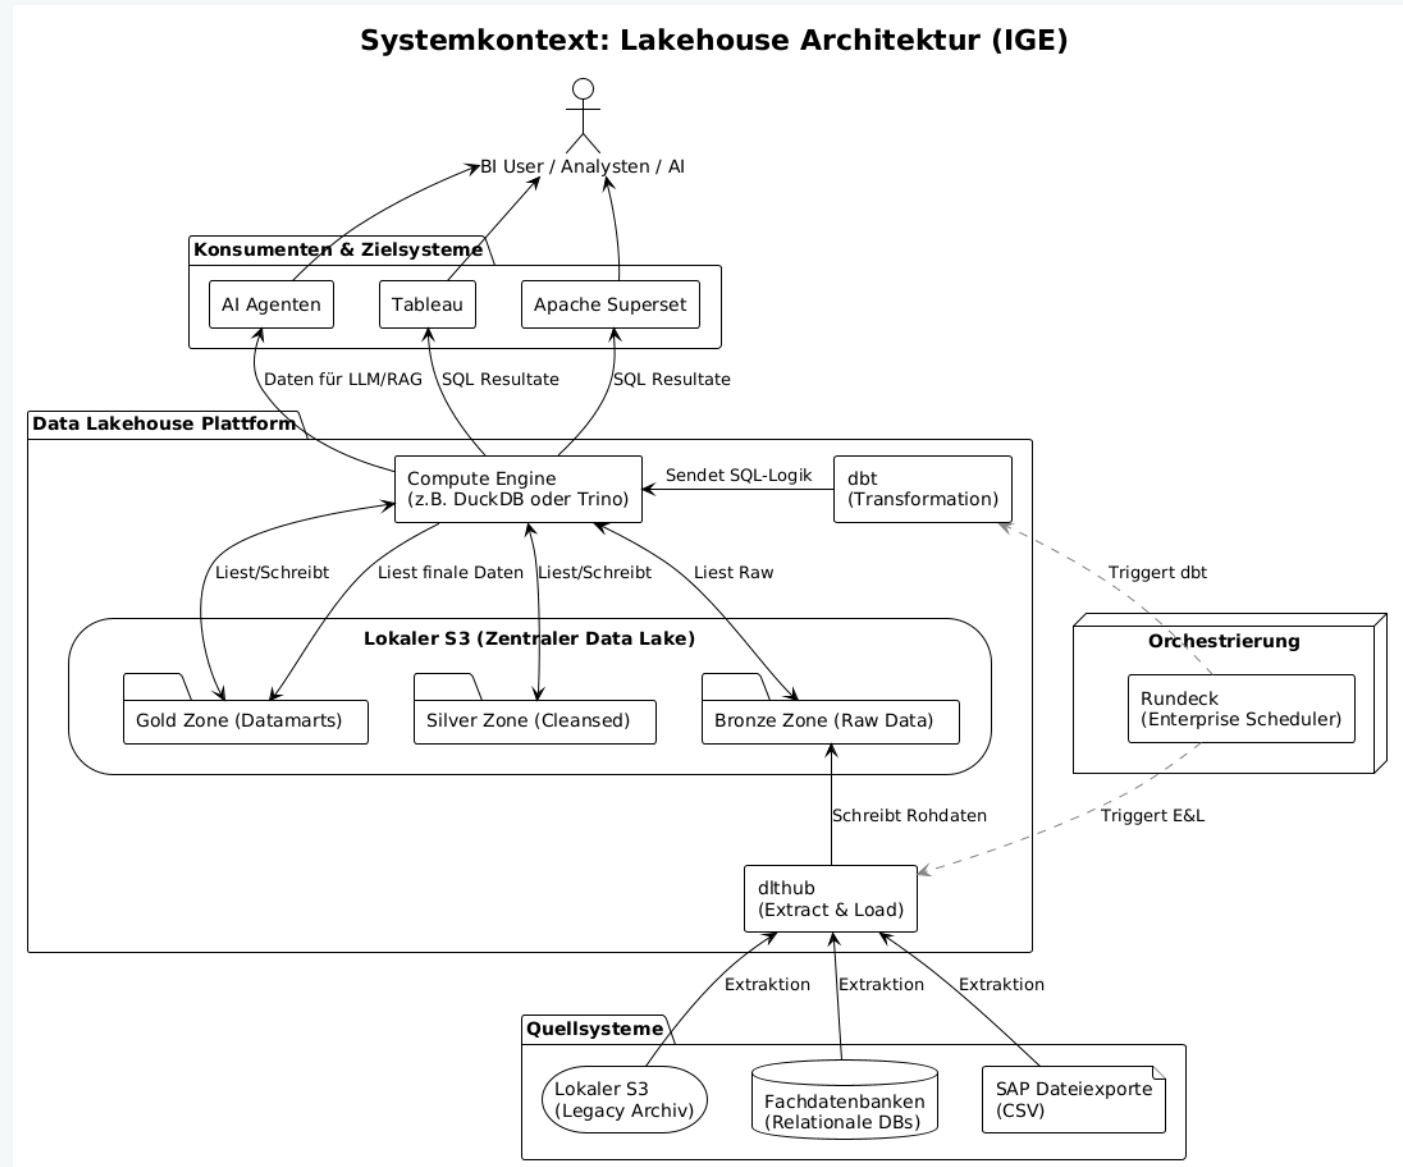 Systemkontext: Lakehouse Architektur (IGE)
BI User / Analysten / AI
Konsumenten & Zielsysteme
AI Agenten
Tableau
Apache Superset
Daten für LLM/RAG
SQL Resultate
SQL Resultate
Data Lakehouse Plattform
Compute Engine
(z.B. DuckDB oder Trino)
Sendet SQL-Logik
dbt
(Transformation)
Liest/Schreibt
Liest finale Daten
Liest/Schreibt
Liest Raw
Triggert dbt
Lokaler S3 (Zentraler Data Lake)
Gold Zone (Datamarts)
Silver Zone (Cleansed)
Bronze Zone (Raw Data)
Orchestrierung
Rundeck
(Enterprise Scheduler)
Schreibt Rohdaten
Triggert E&L
dlthub
(Extract & Load)
Extraktion
Extraktion
Extraktion
Quellsysteme
Lokaler S3
(Legacy Archiv)
Fachdatenbanken
(Relationale DBs)
SAP Dateiexporte
(CSV)